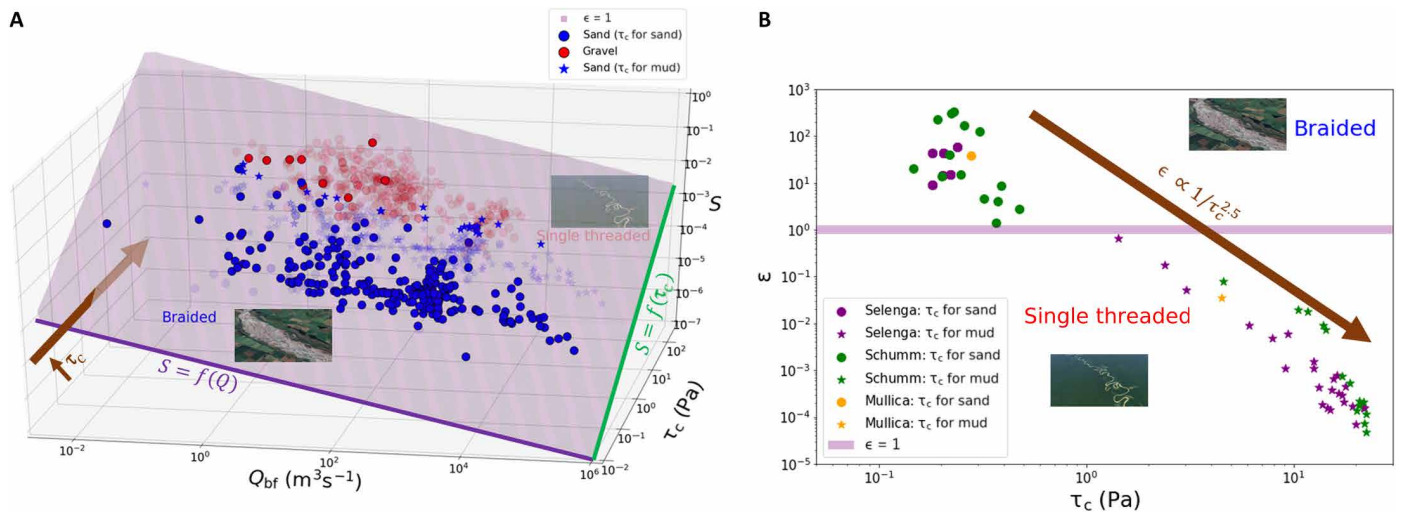 A
ϵ = 1
Sand (τc for sand)
Gravel
Sand (τc for mud)
10⁰
10⁻¹
10⁻²
10⁻³
S
10⁻⁴
10⁻⁵
10⁻⁶
10⁻⁷
10²
10¹
10⁰
10⁻¹
10⁻²
τc (Pa)
Single threaded
Braided
τc
S = f(Q)
S = f(τc)
10⁻²
10⁰
10²
10⁴
10⁶
Qbf (m³s⁻¹)
B
10³
10²
10¹
10⁰
10⁻¹
10⁻²
10⁻³
10⁻⁴
10⁻⁵
ϵ
Braided
ϵ ∝ 1/τc^2.5
Single threaded
Selenga: τc for sand
Selenga: τc for mud
Schumm: τc for sand
Schumm: τc for mud
Mullica: τc for sand
Mullica: τc for mud
ϵ = 1
10⁻¹
10⁰
10¹
τc (Pa)